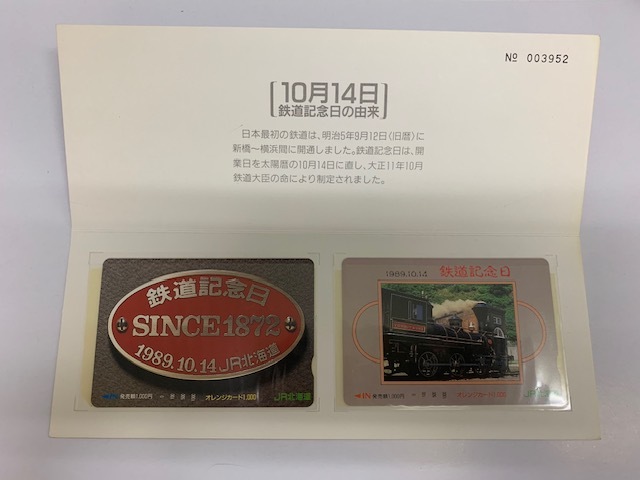 № 003952
10月14日
鉄道記念日の由来
日本最初の鉄道は、明治5年9月12日(旧暦)に
新橋〜横浜間に開通しました。鉄道記念日は、開
業日を太陽暦の10月14日に直し、大正11年10月
鉄道大臣の命により制定されました。
鉄道記念日
SINCE 1872
1989.10.14 JR北海道
IN 発売額1,000円
オレンジカード1,000
JR北海道
1989.10.14 鉄道記念日
IN 発売額1,000円
オレンジカード1,000